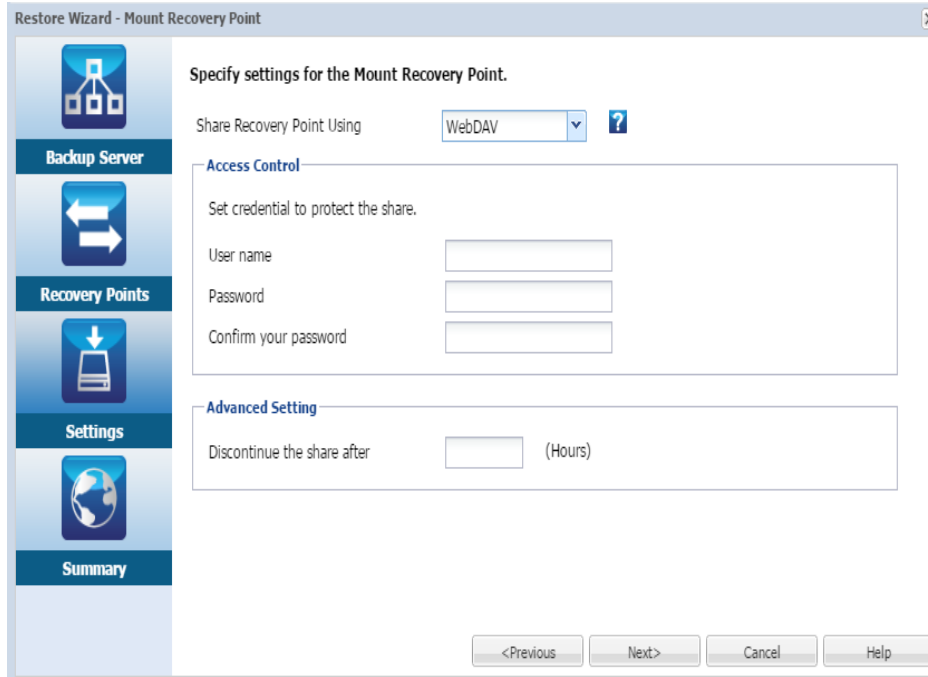 Restore Wizard - Mount Recovery Point
Backup Server
Recovery Points
Settings
Summary
Specify settings for the Mount Recovery Point.
Share Recovery Point Using WebDAV ?
Access Control
Set credential to protect the share.
User name
Password
Confirm your password
Advanced Setting
Discontinue the share after (Hours)
<Previous Next> Cancel Help